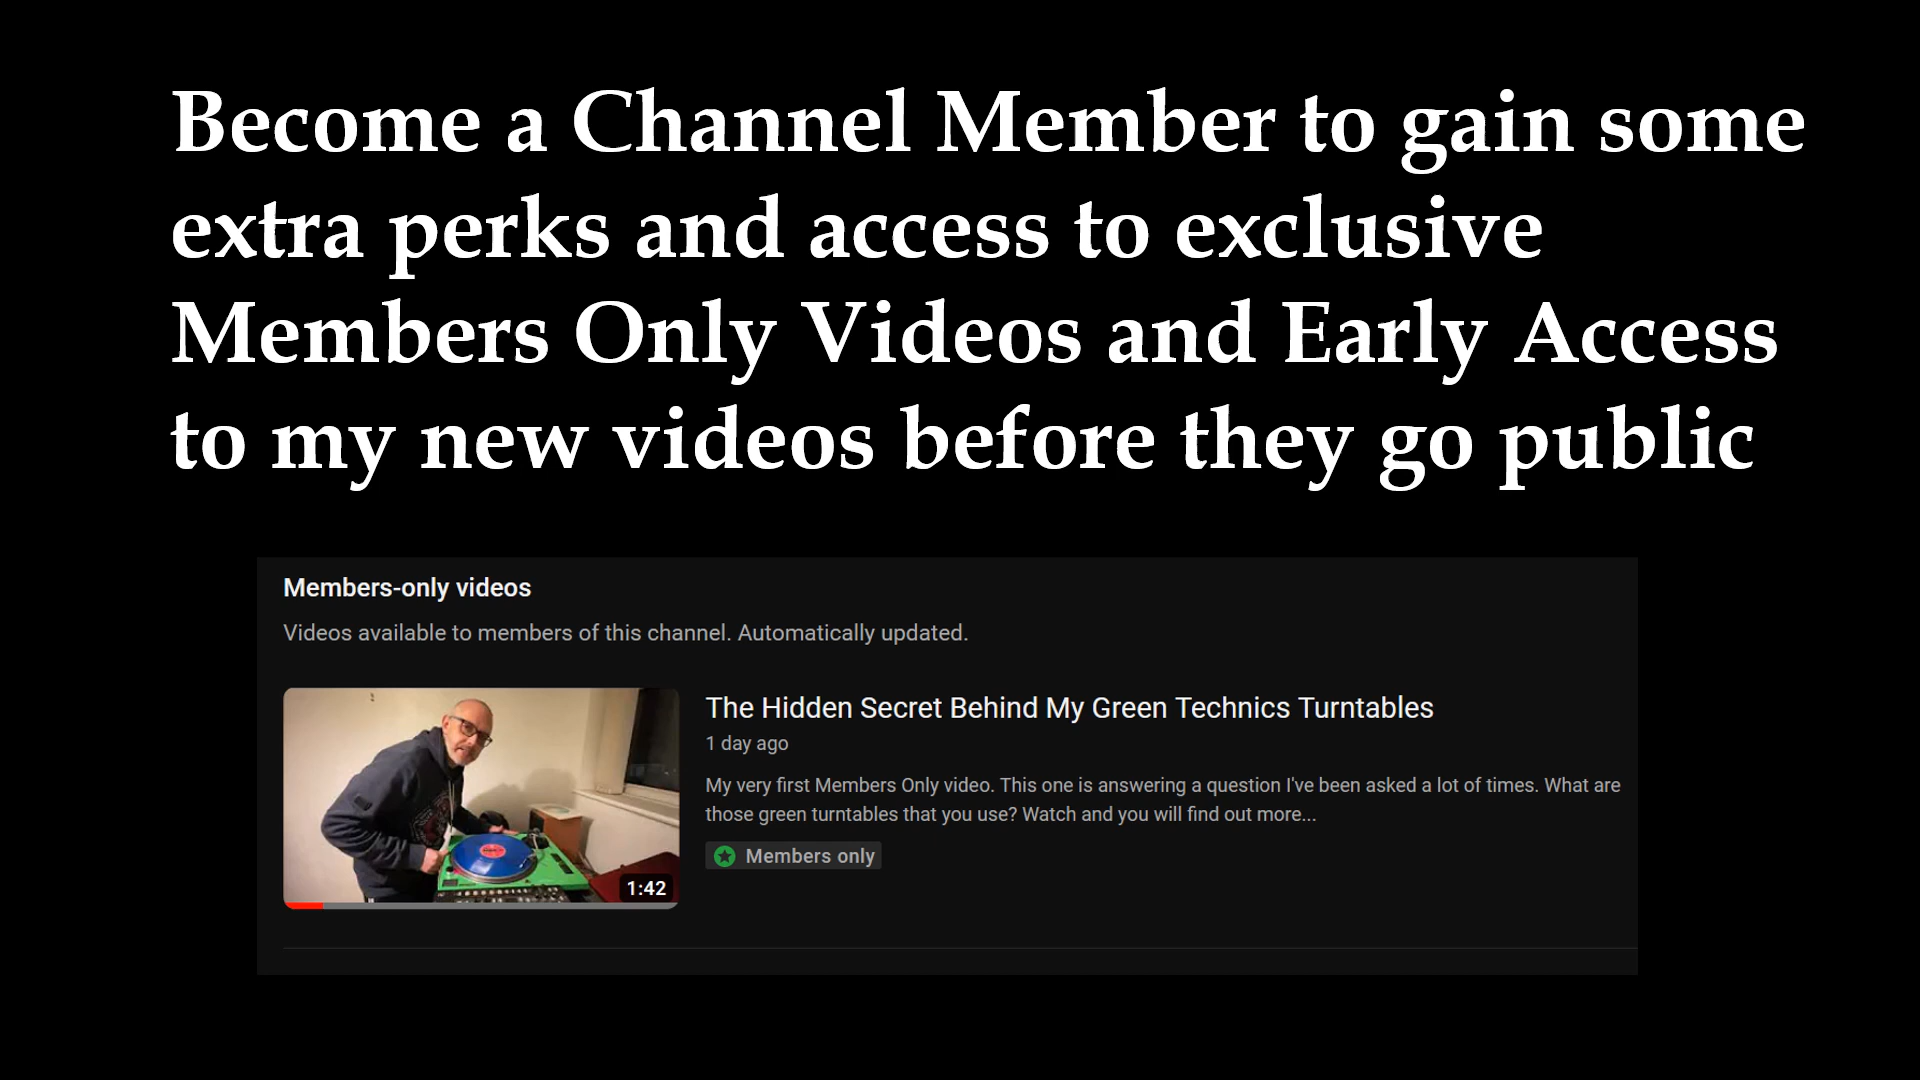 Become a Channel Member to gain some
extra perks and access to exclusive
Members Only Videos and Early Access
to my new videos before they go public
Members-only videos
Videos available to members of this channel. Automatically updated.
The Hidden Secret Behind My Green Technics Turntables
1 day ago
My very first Members Only video. This one is answering a question I've been asked a lot of times. What are
those green turntables that you use? Watch and you will find out more...
Members only
1:42